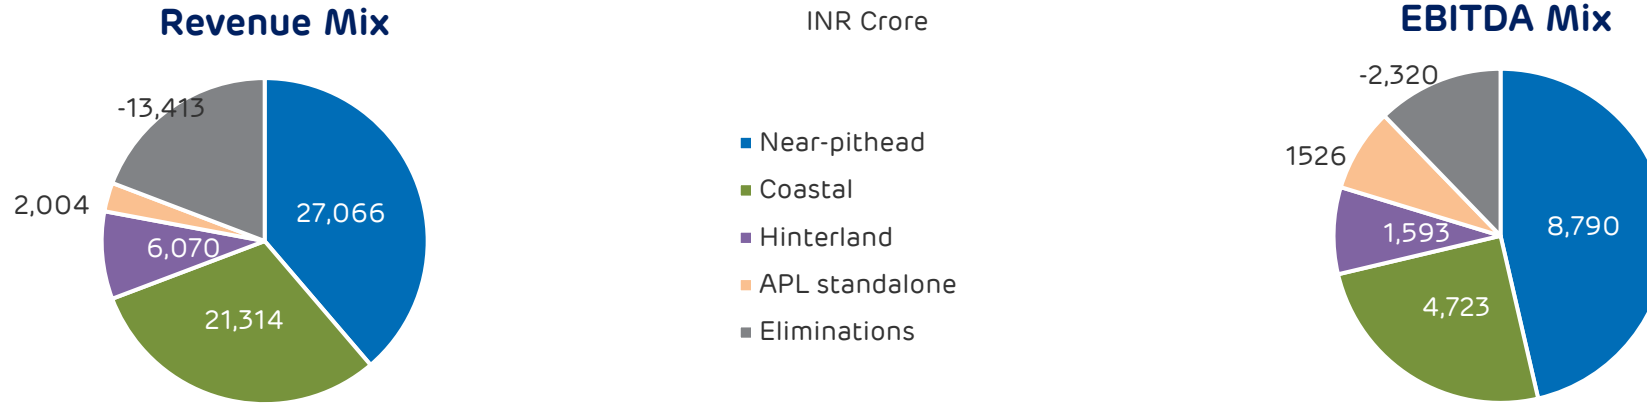 Revenue Mix
-13,413
2,004
27,066
6,070
21,314
INR Crore
Near-pithead
Coastal
Hinterland
APL standalone
Eliminations
EBITDA Mix
-2,320
1526
8,790
1,593
4,723